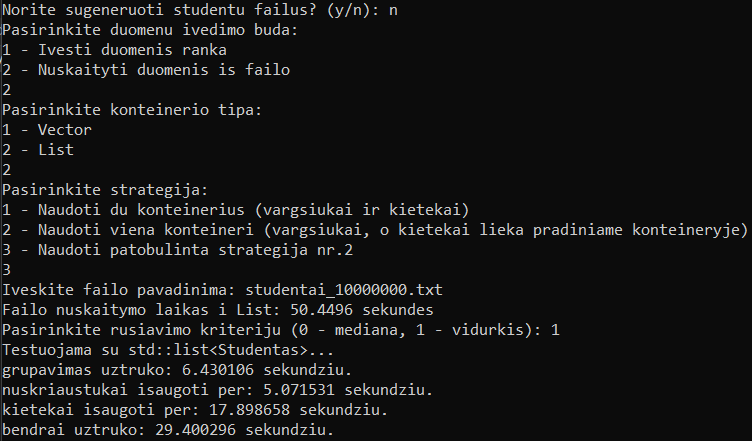 Norite sugeneruoti studentu failus? (y/n): n
Pasirinkite duomenu ivedimo buda:
1 - Ivesti duomenis ranka
2 - Nuskaityti duomenis is failo
2
Pasirinkite konteinerio tipa:
1 - Vector
2 - List
2
Pasirinkite strategija:
1 - Naudoti du konteinerius (vargsiukai ir kietekai)
2 - Naudoti viena konteineri (vargsiukai, o kietekai lieka pradiniame konteineryje)
3 - Naudoti patobulinta strategija nr.2
3
Iveskite failo pavadinima: studentai_10000000.txt
Failo nuskaitymo laikas i List: 50.4496 sekundes
Pasirinkite rusiavimo kriteriju (0 - mediana, 1 - vidurkis): 1
Testuojama su std::list<Studentas>...
grupavimas uztruko: 6.430106 sekundziu.
nuskriaustukai isaugoti per: 5.071531 sekundziu.
kietekai isaugoti per: 17.898658 sekundziu.
bendrai uztruko: 29.400296 sekundziu.